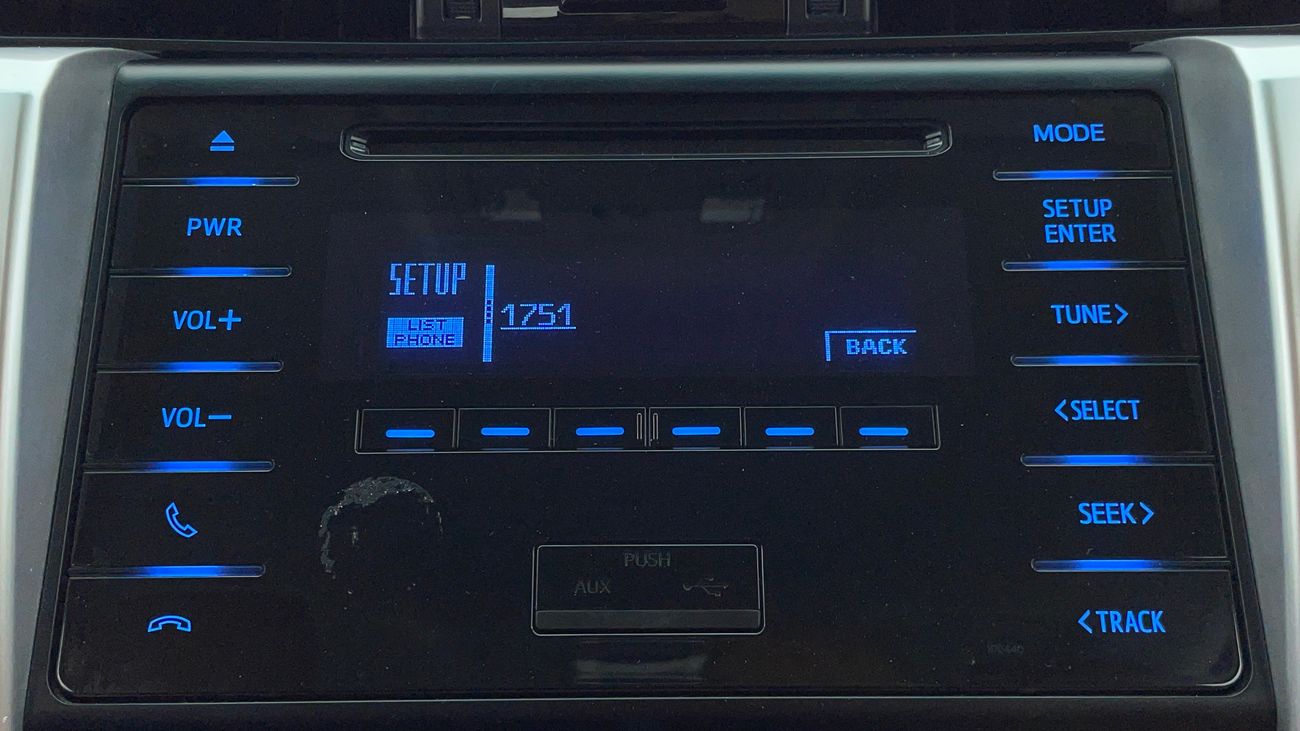 MODE
PWR
SETUP
ENTER
VOL+
VOL-
SETUP
LIST
PHONE
1751
BACK
TUNE>
<SELECT
SEEK>
<TRACK
PUSH
AUX